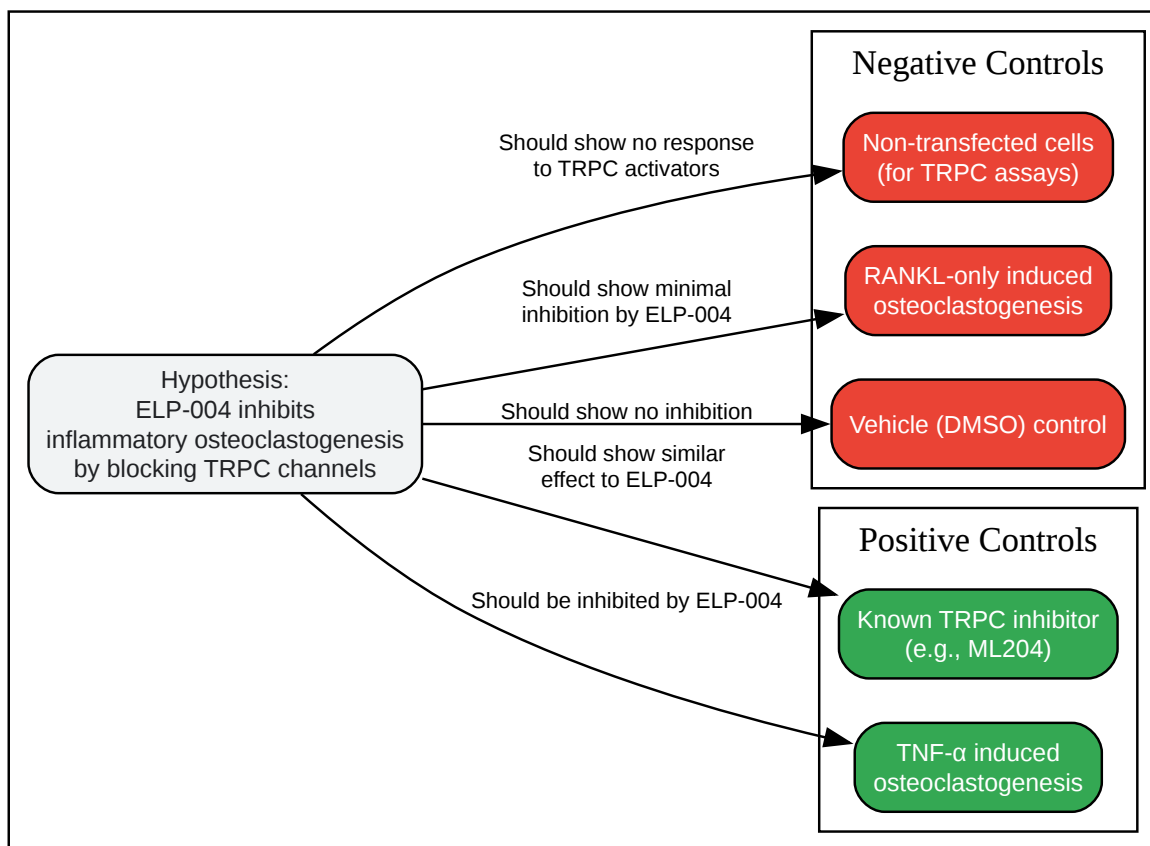 Negative Controls
Should show no response
to TRPC activators
Non-transfected cells
(for TRPC assays)
Should show minimal
inhibition by ELP-004
RANKL-only induced
osteoclastogenesis
Hypothesis:
ELP-004 inhibits
inflammatory osteoclastogenesis
by blocking TRPC channels
Should show no inhibition
Vehicle (DMSO) control
Should show similar
effect to ELP-004
Positive Controls
Known TRPC inhibitor
(e.g., ML204)
Should be inhibited by ELP-004
TNF-α induced
osteoclastogenesis